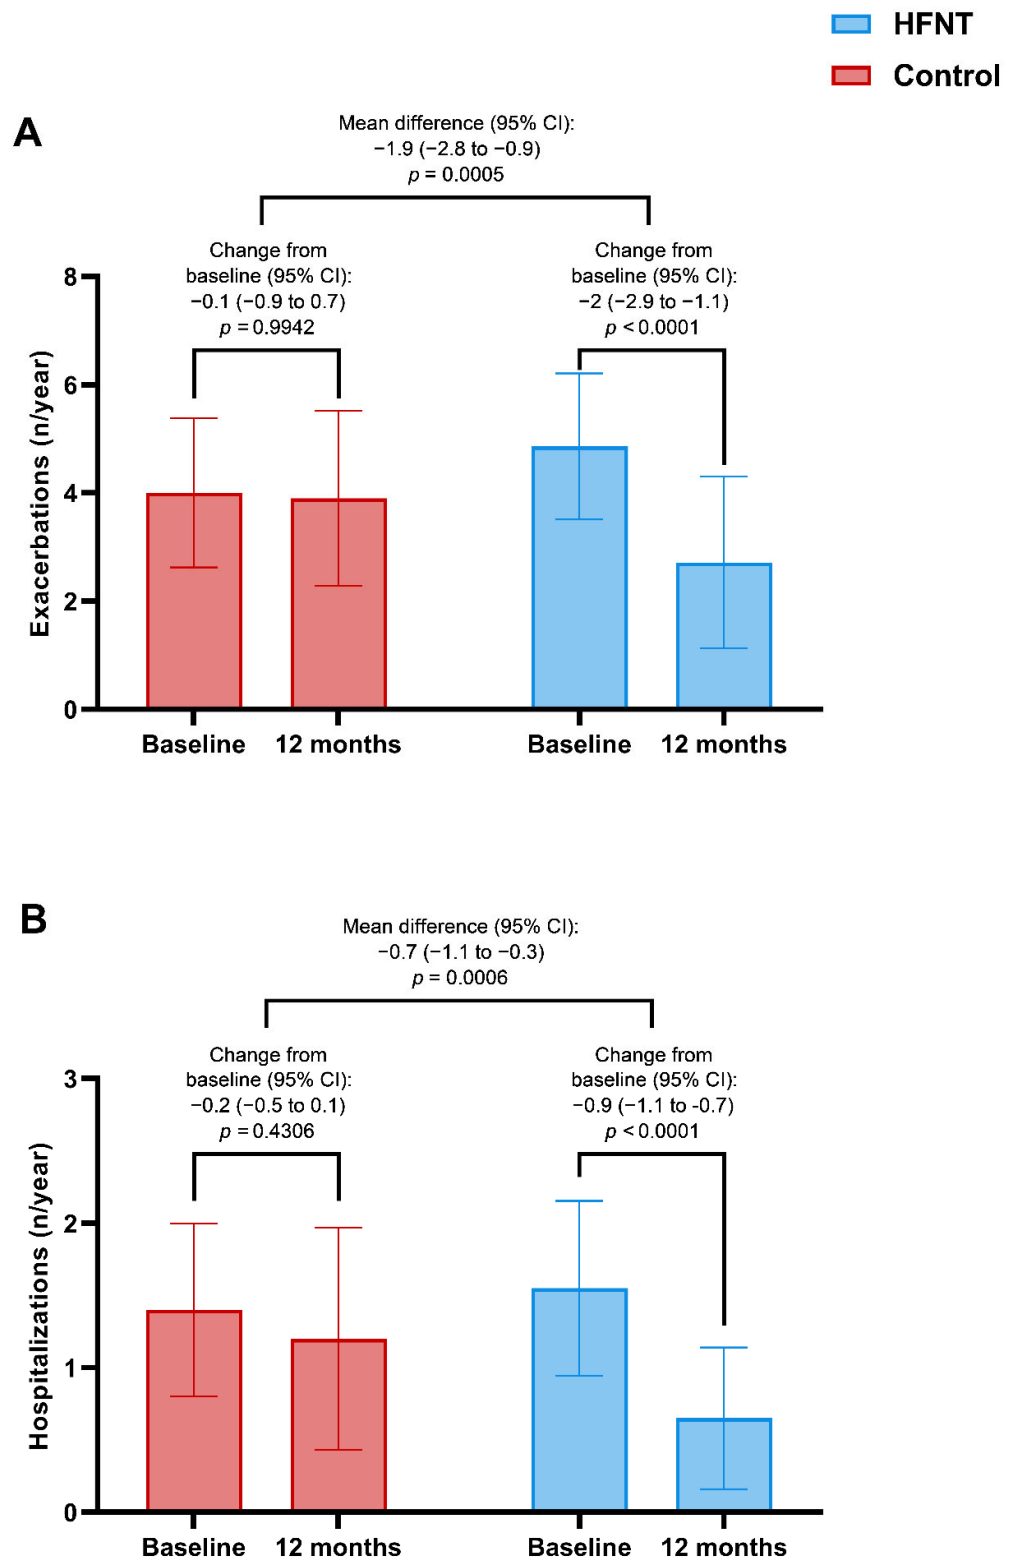 HFNT
Control
A
Mean difference (95% CI):
−1.9 (−2.8 to −0.9)
p = 0.0005
Change from
baseline (95% CI):
−0.1 (−0.9 to 0.7)
p = 0.9942
Change from
baseline (95% CI):
−2 (−2.9 to −1.1)
p < 0.0001
Exacerbations (n/year)
8
6
4
2
0
Baseline
12 months
Baseline
12 months
B
Mean difference (95% CI):
−0.7 (−1.1 to −0.3)
p = 0.0006
Change from
baseline (95% CI):
−0.2 (−0.5 to 0.1)
p = 0.4306
Change from
baseline (95% CI):
−0.9 (−1.1 to -0.7)
p < 0.0001
Hospitalizations (n/year)
3
2
1
0
Baseline
12 months
Baseline
12 months